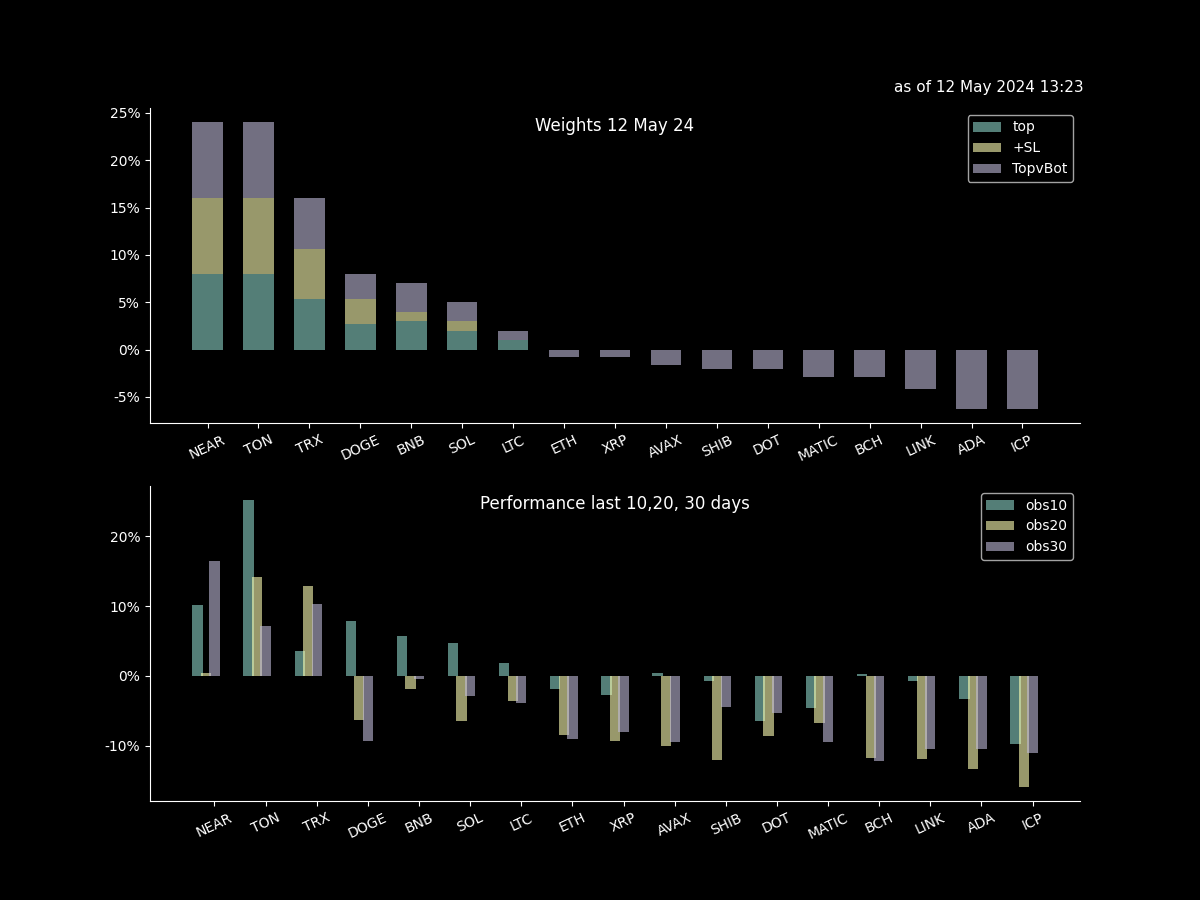 as of 12 May 2024 13:23
Weights 12 May 24
top
+SL
TopvBot
25%
20%
15%
10%
5%
0%
-5%
NEAR TON TRX DOGE BNB SOL LTC ETH XRP AVAX SHIB DOT MATIC BCH LINK ADA ICP
Performance last 10,20, 30 days
obs10
obs20
obs30
20%
10%
0%
-10%
NEAR TON TRX DOGE BNB SOL LTC ETH XRP AVAX SHIB DOT MATIC BCH LINK ADA ICP